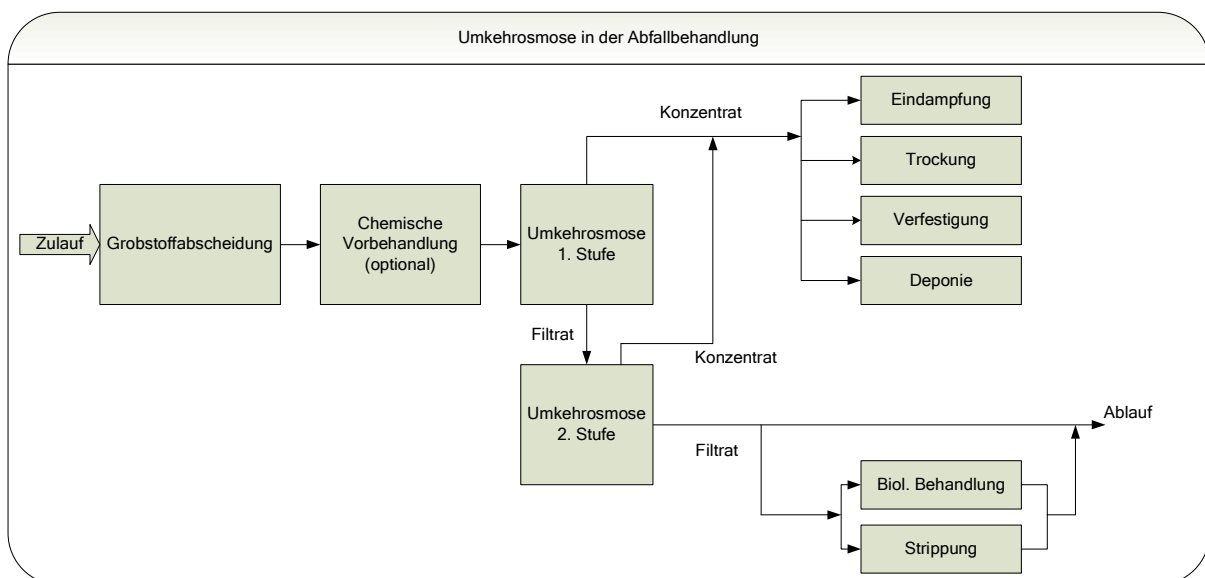 Umkehrosmose in der Abfallbehandlung
Zulauf
Grobstoffabscheidung
Chemische
Vorbehandlung
(optional)
Umkehrosmose
1. Stufe
Konzentrat
Eindampfung
Trockung
Verfestigung
Deponie
Filtrat
Konzentrat
Umkehrosmose
2. Stufe
Filtrat
Ablauf
Biol. Behandlung
Strippung